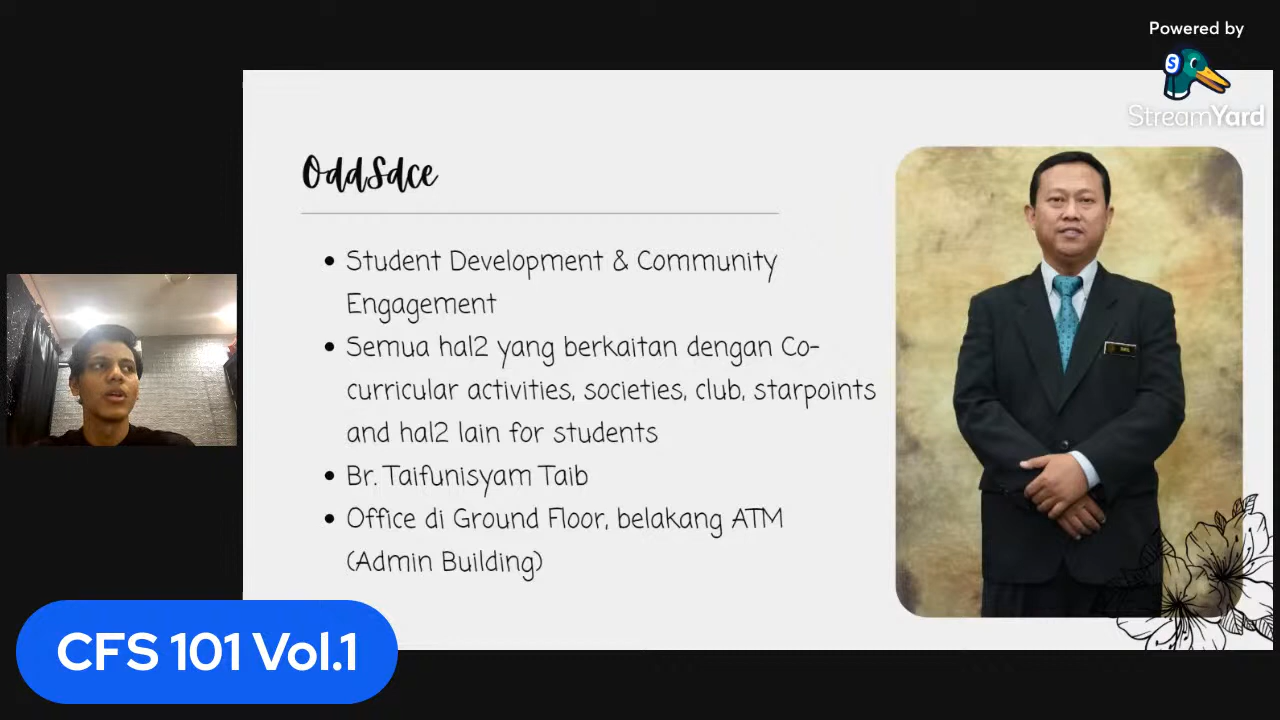 Powered by
S
StreamYard
OddSdce
Student Development & Community
Engagement
Semua hal2 yang berkaitan dengan Co-
curricular activities, societies, club, starpoints
and hal2 lain for students
Br. Taifunisyam Taib
Office di Ground Floor, belakang ATM
(Admin Building)
CFS 101 Vol.1